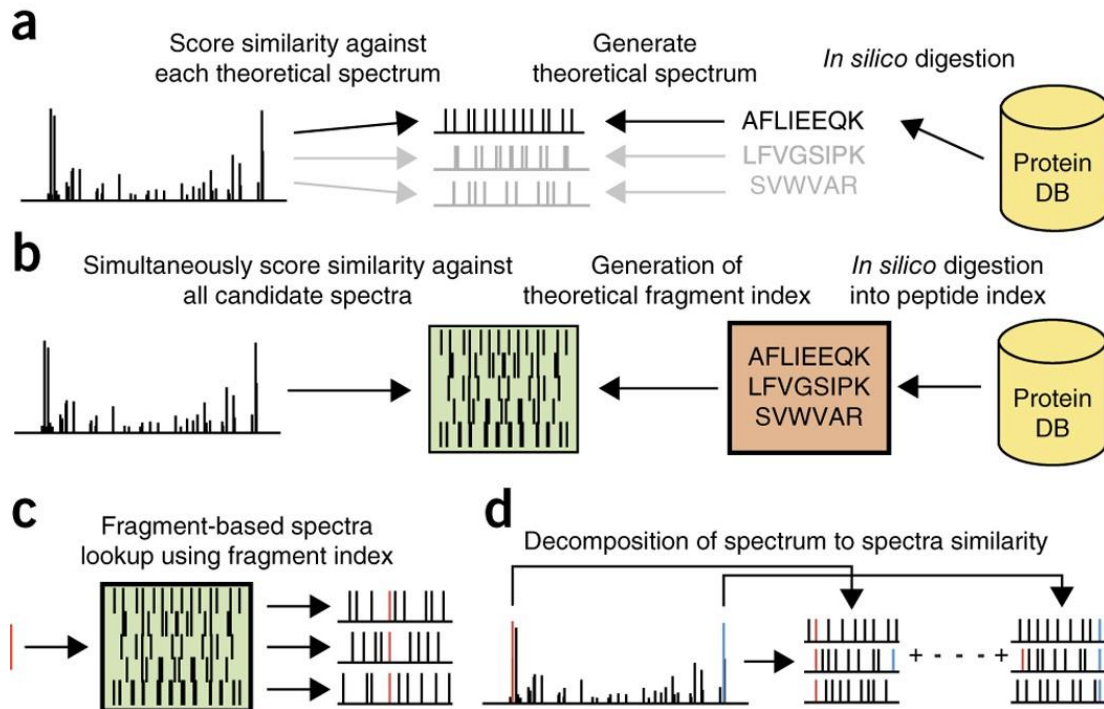 a
Score similarity against
each theoretical spectrum
Generate
theoretical spectrum
In silico digestion
AFLIEEQK
LFVGSIPK
SVWVAR
Protein
DB
b
Simultaneously score similarity against
all candidate spectra
Generation of
theoretical fragment index
In silico digestion
into peptide index
AFLIEEQK
LFVGSIPK
SVWVAR
Protein
DB
c
Fragment-based spectra
lookup using fragment index
d
Decomposition of spectrum to spectra similarity
+ - - - - +